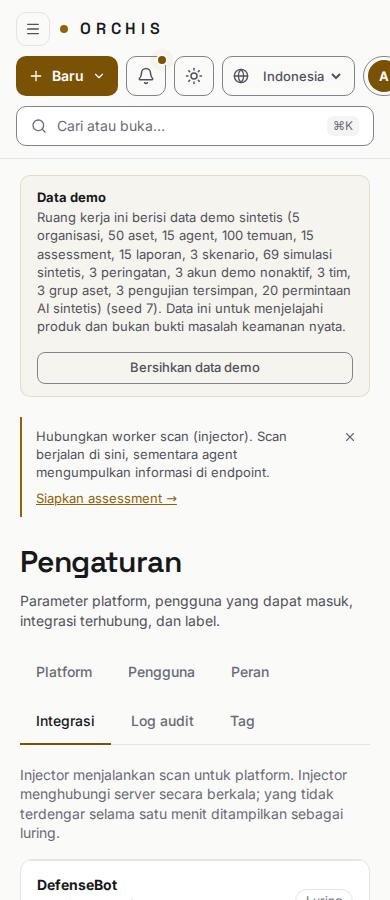 ORCHIS
Baru
Indonesia
A
Cari atau buka...
⌘K
Data demo
Ruang kerja ini berisi data demo sintetis (5
organisasi, 50 aset, 15 agent, 100 temuan, 15
assessment, 15 laporan, 3 skenario, 69 simulasi
sintetis, 3 peringatan, 3 akun demo nonaktif, 3 tim,
3 grup aset, 3 pengujian tersimpan, 20 permintaan
AI sintetis) (seed 7). Data ini untuk menjelajahi
produk dan bukan bukti masalah keamanan nyata.
Bersihkan data demo
Hubungkan worker scan (injector). Scan
berjalan di sini, sementara agent
mengumpulkan informasi di endpoint.
Siapkan assessment →
Pengaturan
Parameter platform, pengguna yang dapat masuk,
integrasi terhubung, dan label.
Platform Pengguna Peran
Integrasi Log audit Tag
Injector menjalankan scan untuk platform. Injector
menghubungi server secara berkala; yang tidak
terdengar selama satu menit ditampilkan sebagai
luring.
DefenseBot
Luring